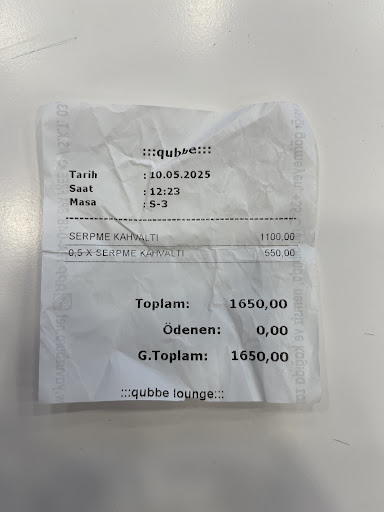 :::qubbe:::
Tarih : 10.05.2025
Saat : 12:23
Masa : S-3
SERPME KAHVALTI 1100,00
0,5 X SERPME KAHVALTI 550,00
Toplam: 1650,00
Ödenen: 0,00
G.Toplam: 1650,00
:::qubbe lounge:::